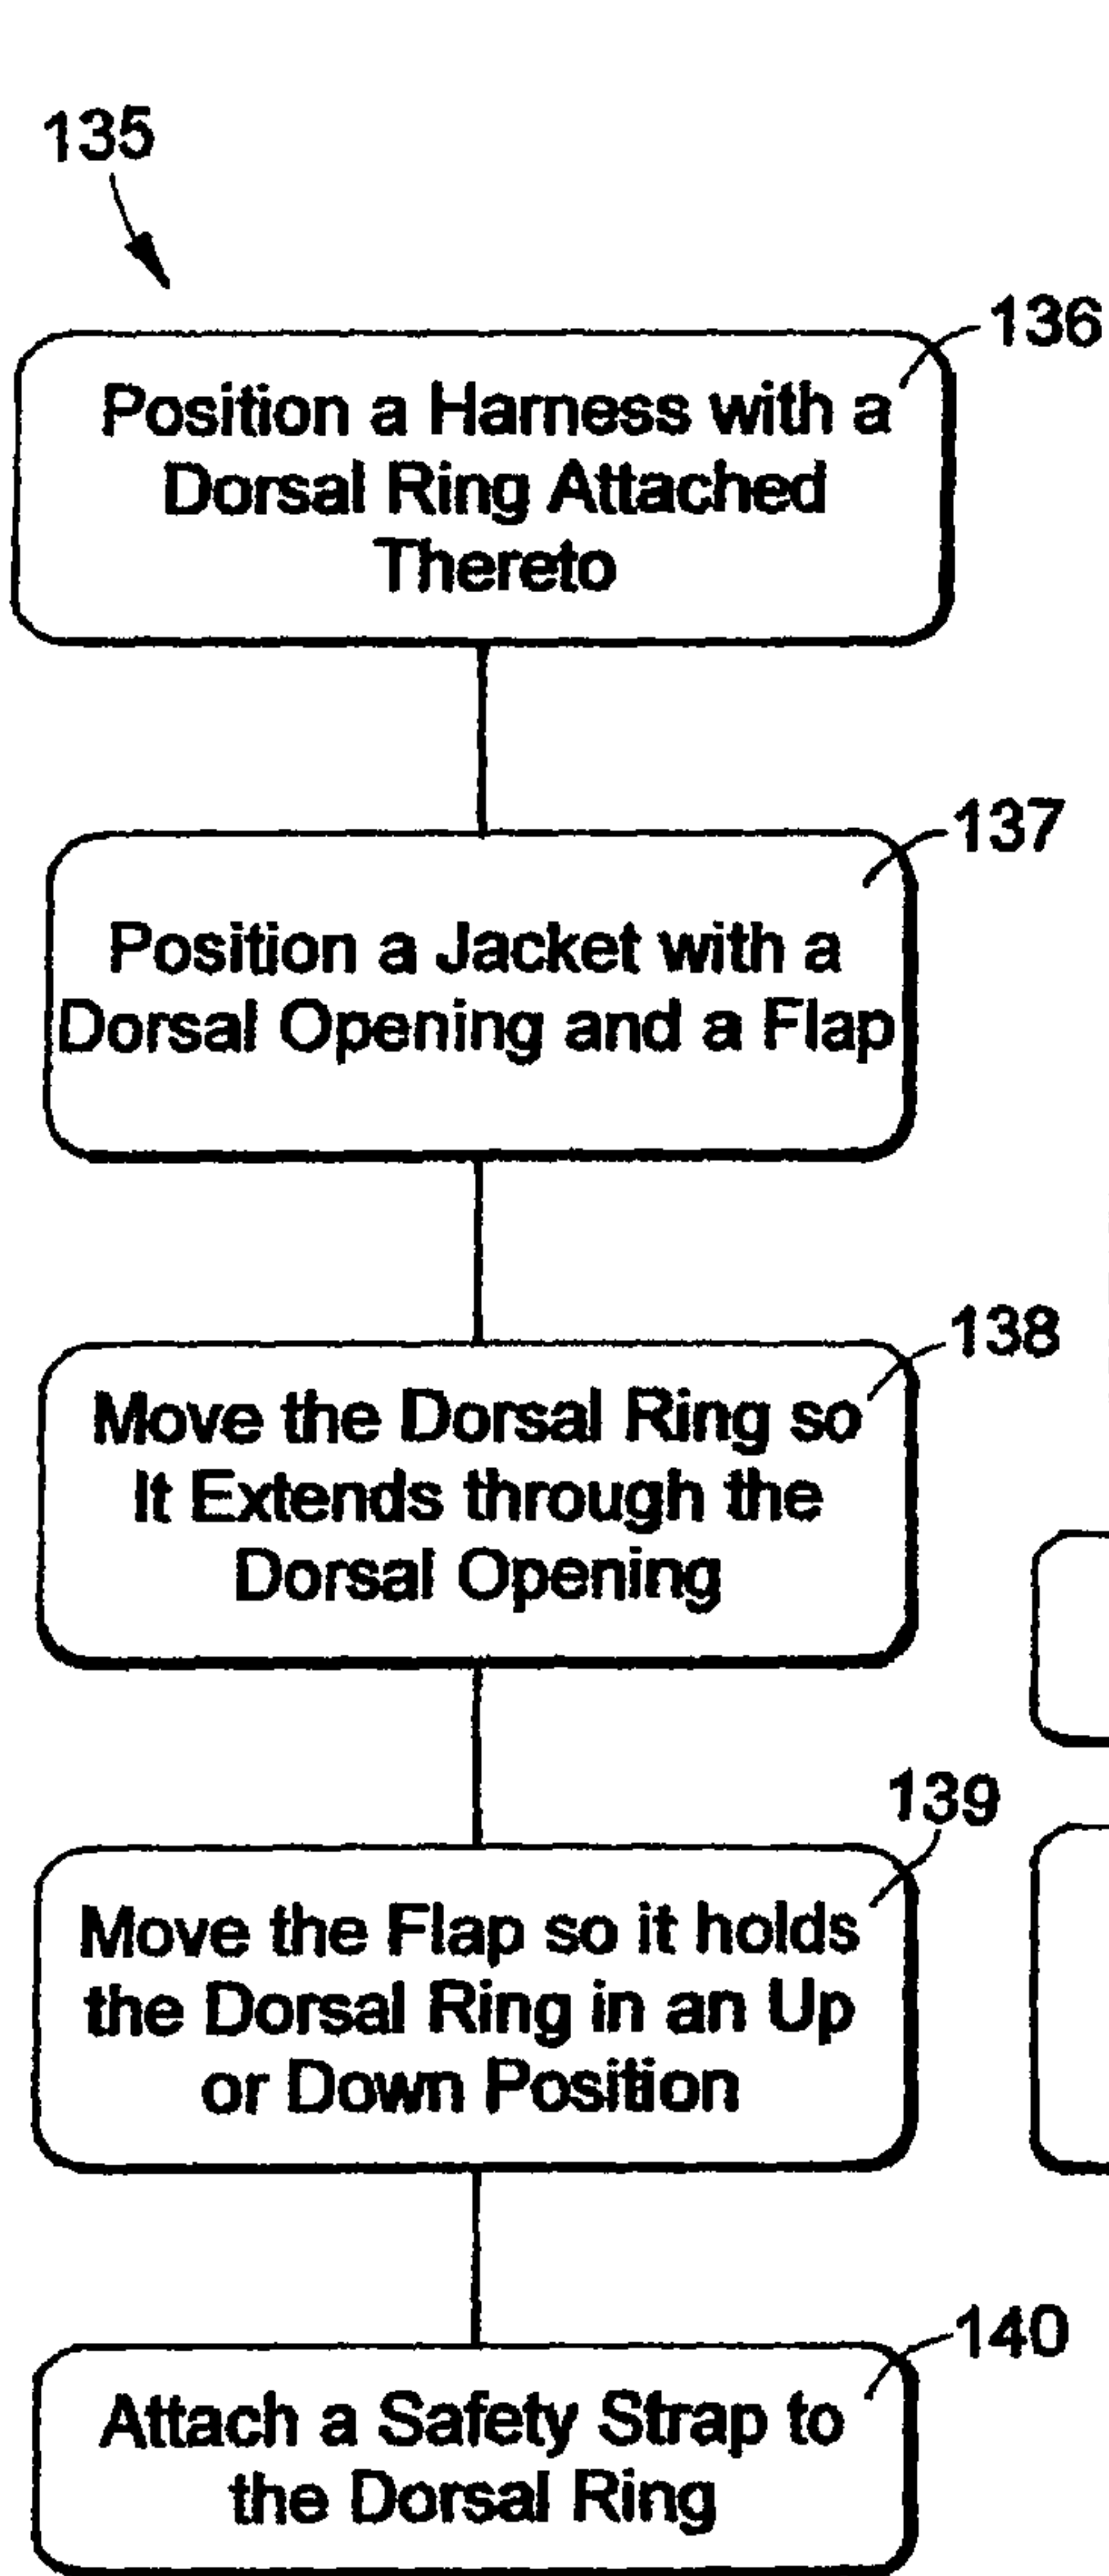 135
136
Position a Harness with a
Dorsal Ring Attached
Thereto
137
Position a Jacket with a
Dorsal Opening and a Flap
138
Move the Dorsal Ring so
It Extends through the
Dorsal Opening
139
Move the Flap so it holds
the Dorsal Ring in an Up
or Down Position
140
Attach a Safety Strap to
the Dorsal Ring